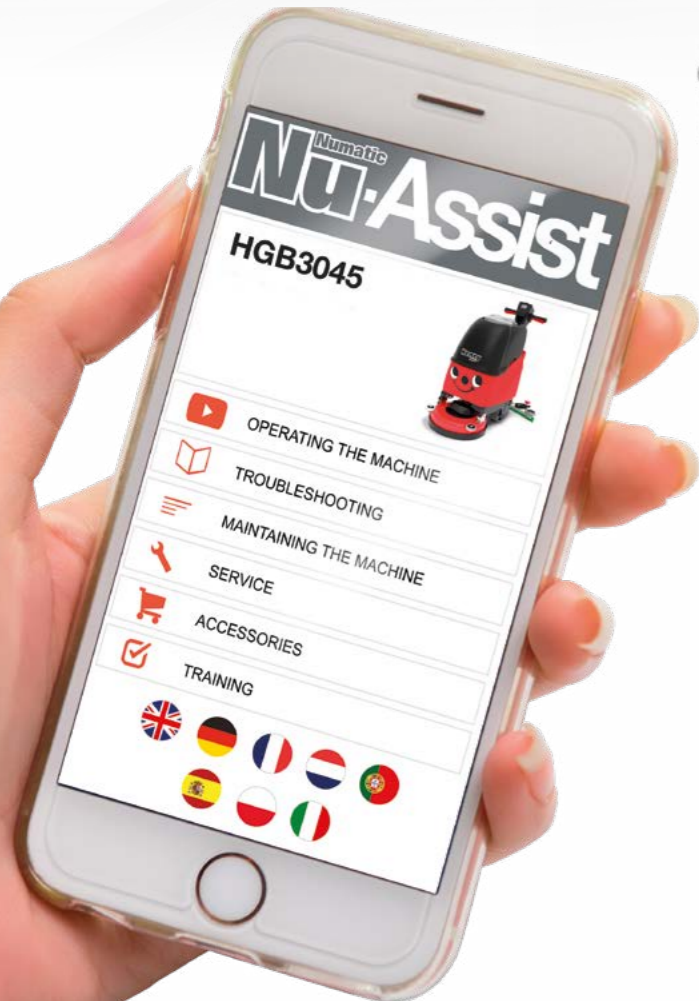 Numatic
Nu-Assist
HGB3045
OPERATING THE MACHINE
TROUBLESHOOTING
MAINTAINING THE MACHINE
SERVICE
ACCESSORIES
TRAINING